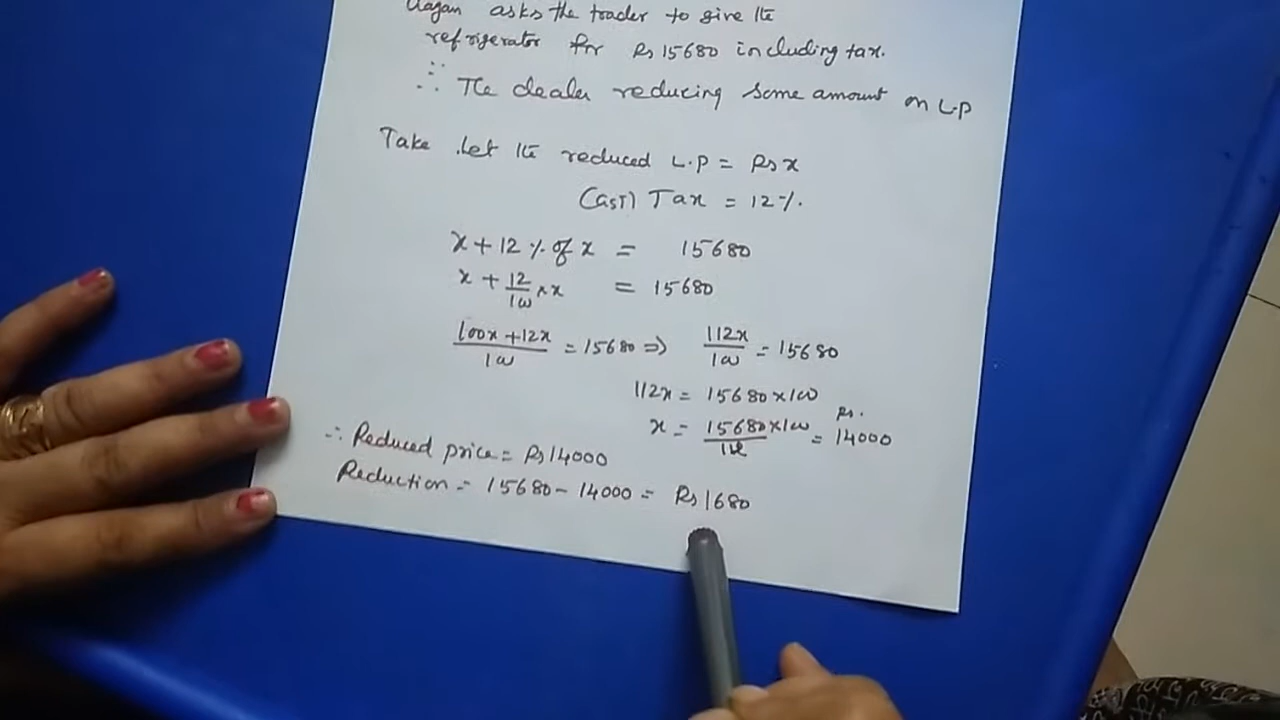 asks the trader to give the
refrigerator for Rs 15680 including tax.
∴ The dealer reducing some amount on L.P
Take Let the reduced L.P = Rs x
(GST) Tax = 12%.
x + 12% of x = 15680
x + 12/100 × x = 15680
100x + 12x/100 = 15680 ⇒ 112x/100 = 15680
112x = 15680 × 100
x = 15680 × 100/112 = Rs. 14000
∴ Reduced price = Rs 14000
Reduction = 15680 - 14000 = Rs 1680